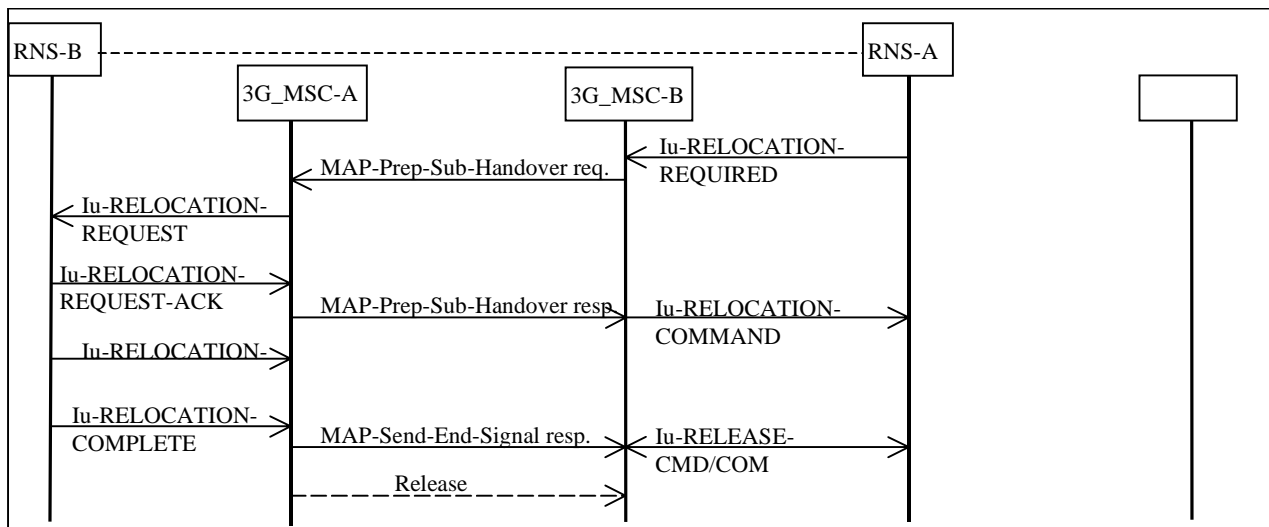 RNS-B
RNS-A
3G_MSC-A
3G_MSC-B
Iu-RELOCATION-
REQUIRED
MAP-Prep-Sub-Handover req.
Iu-RELOCATION-
REQUEST
Iu-RELOCATION-
REQUEST-ACK
MAP-Prep-Sub-Handover resp
Iu-RELOCATION-
COMMAND
Iu-RELOCATION-
Iu-RELOCATION-
COMPLETE
MAP-Send-End-Signal resp.
Iu-RELEASE-
CMD/COM
Release